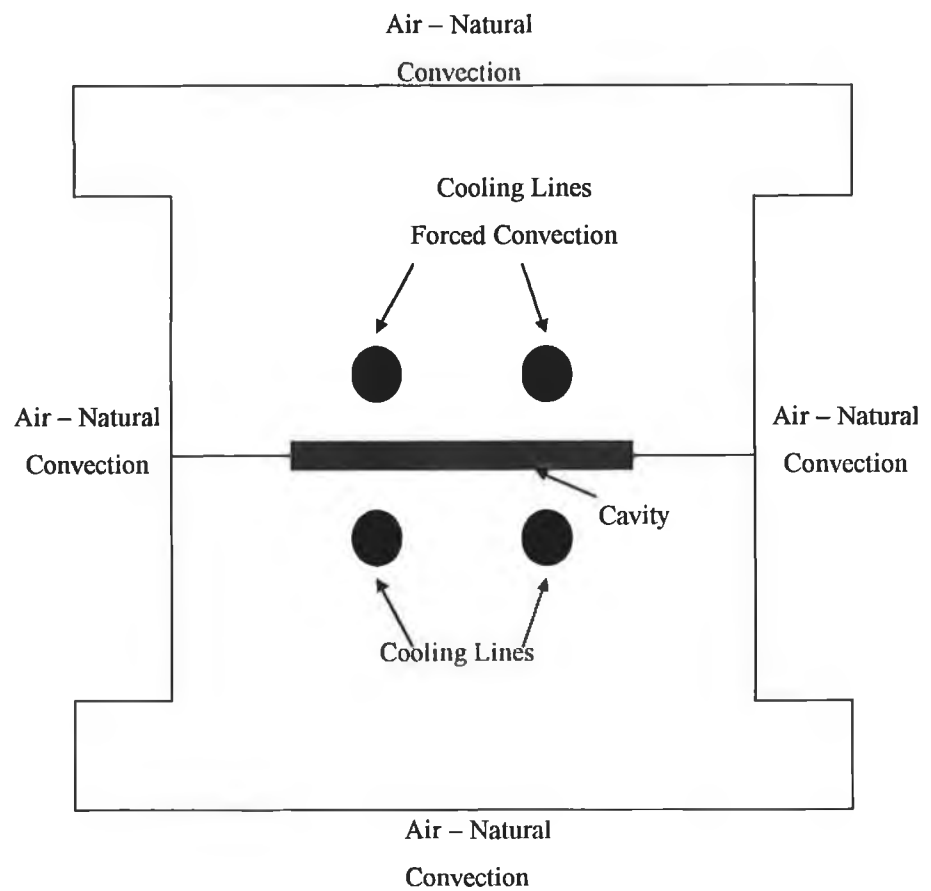 Air – Natural
Convection
Cooling Lines
Forced Convection
Air – Natural
Convection
Air – Natural
Convection
Cavity
Cooling Lines
Air – Natural
Convection